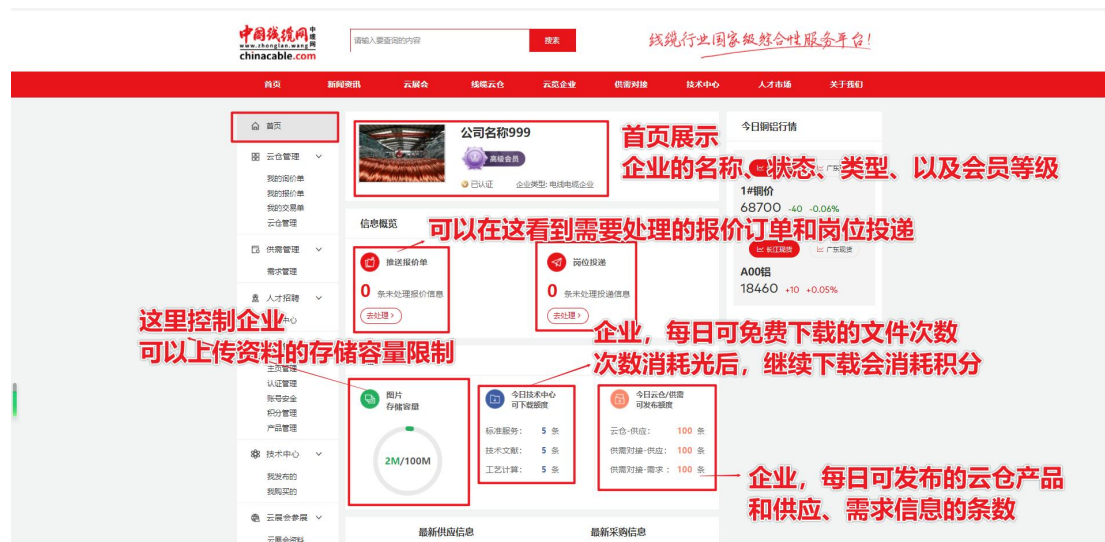 中国线缆网 中缆网
www.zhonglan.wang
chinacable.com
请输入要查询的内容
搜索
线缆行业国家级综合性服务平台!
首页 新闻资讯 云展会 线缆云仓 云览企业 供需对接 技术中心 人才市场 关于我们
首页
云仓管理
我的询价单
我的报价单
我的交易单
云仓管理
供需管理
需求管理
人才招聘
中心
主页管理
认证管理
账号安全
积分管理
产品管理
技术中心
我发布的
我购买的
云展会参展
云展会资料
公司名称999
高级会员
已认证 企业类型: 电线电缆企业
首页展示
企业的名称、状态、类型、以及会员等级
今日铜铝行情
1#铜价
68700 -40 -0.06%
长江现货 广东现货
A00铝
18460 +10 +0.05%
信息概览
可以在这看到需要处理的报价订单和岗位投递
推送报价单
0 条未处理报价信息
去处理 >
岗位投递
0 条未处理投递信息
去处理 >
这里控制企业
可以上传资料的存储容量限制
企业，每日可免费下载的文件次数
次数消耗光后，继续下载会消耗积分
图片
存储容量
2M/100M
今日技术中心
可下载额度
标准服务: 5 条
技术文献: 5 条
工艺计算: 5 条
今日云仓/供需
可发布额度
云仓-供应: 100 条
供需对接-供应: 100 条
供需对接-需求: 100 条
企业，每日可发布的云仓产品
和供应、需求信息的条数
最新供应信息
最新采购信息